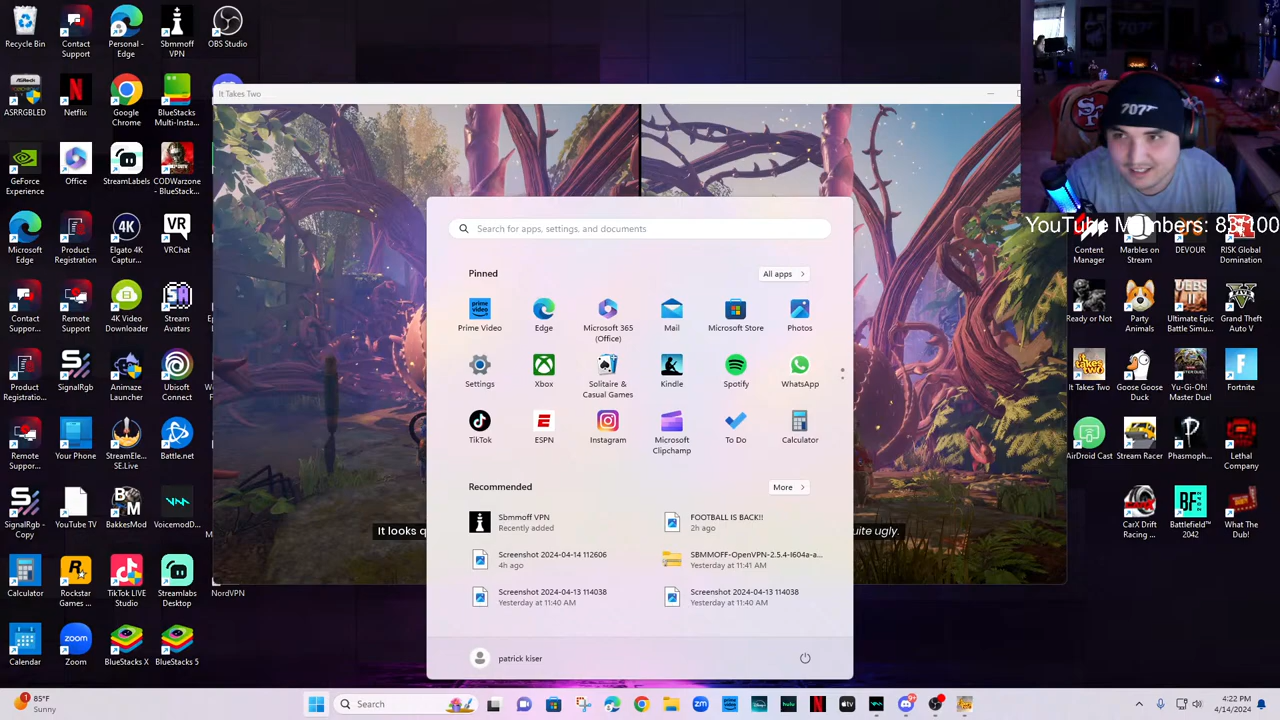 Recycle Bin
Contact Support
Personal - Edge
Sbmmoff VPN
OBS Studio
ASRRGBLED
Netflix
Google Chrome
BlueStacks Multi-Insta...
GeForce Experience
Office
StreamLabels
CODWarzone - BlueStack...
Microsoft Edge
Product Registration
Elgato 4K Captur...
VRChat
Contact Suppor...
Remote Support
4K Video Downloader
Stream Avatars
Product Registratio...
SignalRgb
Animaze Launcher
Ubisoft Connect
Remote Suppor...
Your Phone
StreamEle... SE.Live
Battle.net
SignalRgb - Copy
YouTube TV
BakkesMod
VoicemodD...
Calculator
Rockstar Games ...
TikTok LIVE Studio
Streamlabs Desktop
NordVPN
Calendar
Zoom
BlueStacks X
BlueStacks 5
It Takes Two
It looks q
uite ugly.
Search for apps, settings, and documents
Pinned
All apps
prime video
Prime Video
Edge
Microsoft 365 (Office)
Mail
Microsoft Store
Photos
Settings
Xbox
Solitaire & Casual Games
Kindle
Spotify
WhatsApp
TikTok
ESPN
Instagram
Microsoft Clipchamp
To Do
Calculator
Recommended
More
Sbmmoff VPN
Recently added
FOOTBALL IS BACK!!
2h ago
Screenshot 2024-04-14 112606
4h ago
SBMMOFF-OpenVPN-2.5.4-I604a-a...
Yesterday at 11:41 AM
Screenshot 2024-04-13 114038
Yesterday at 11:40 AM
Screenshot 2024-04-13 114038
Yesterday at 11:40 AM
patrick kiser
707
YouTube Members: 85/100
Content Manager
Marbles on Stream
DEVOUR
RISK Global Domination
Ready or Not
Party Animals
Ultimate Epic Battle Simu...
Grand Theft Auto V
It Takes Two
Goose Goose Duck
Yu-Gi-Oh! Master Duel
Fortnite
AirDroid Cast
Stream Racer
Phasmoph...
Lethal Company
CarX Drift Racing ...
Battlefield™ 2042
What The Dub!
85°F
Sunny
Search
4:22 PM
4/14/2024